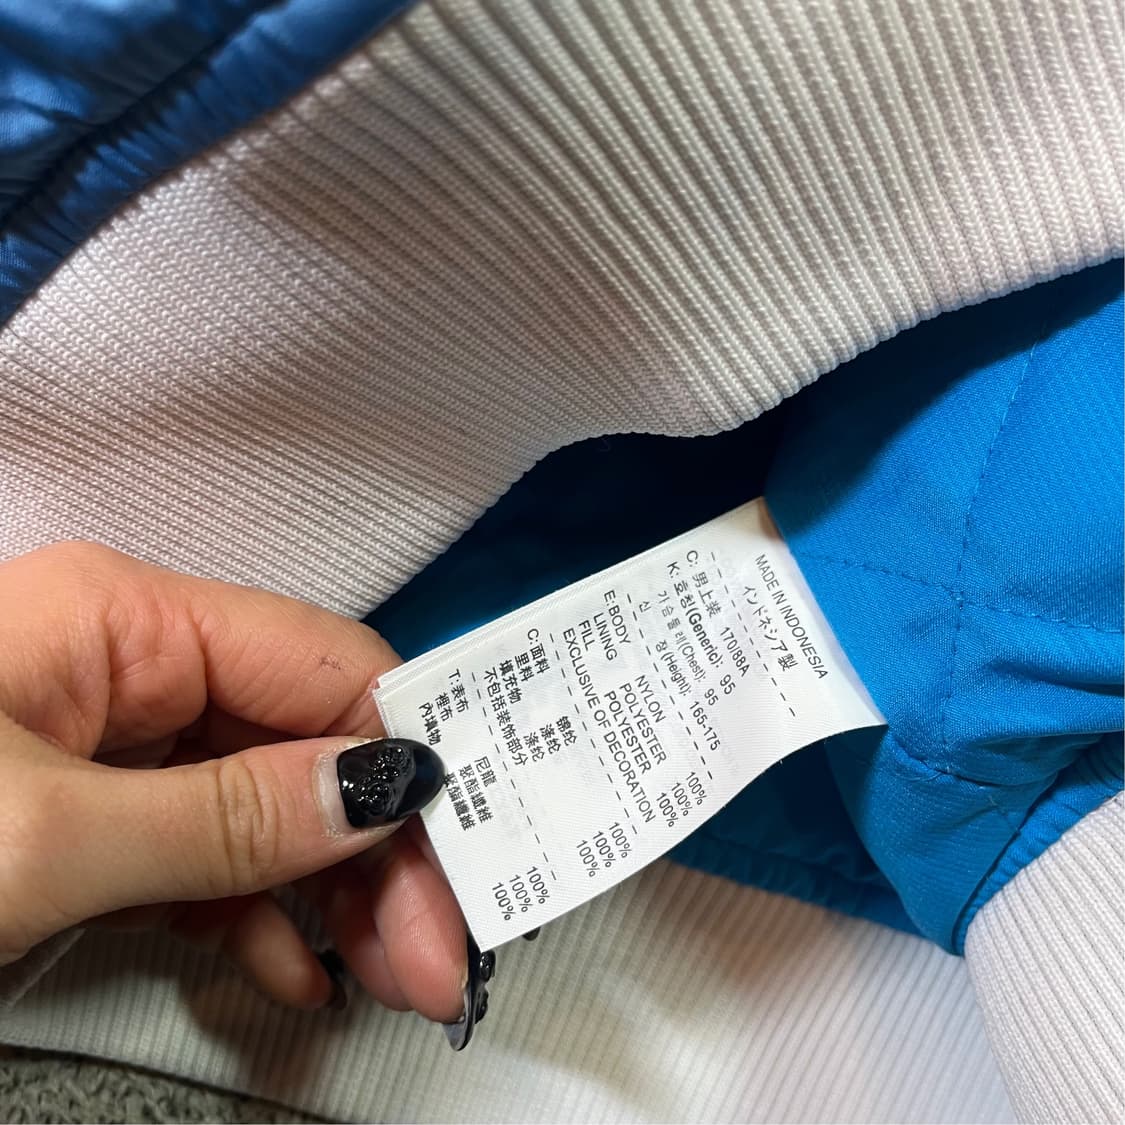 MADE IN INDONESIA
インドネシア製
C: 男上装 170/88A
K: 호칭(Generic): 95
가슴둘레(Chest): 95
신 장(Height): 165-175
E: BODY NYLON 100%
LINING POLYESTER 100%
FILL POLYESTER 100%
EXCLUSIVE OF DECORATION
C: 面料 锦纶 100%
里料 涤纶 100%
填充物 涤纶 100%
不包括装饰部分
T: 表布 尼龍 100%
裡布 聚酯纖維 100%
內填物 聚酯纖維 100%